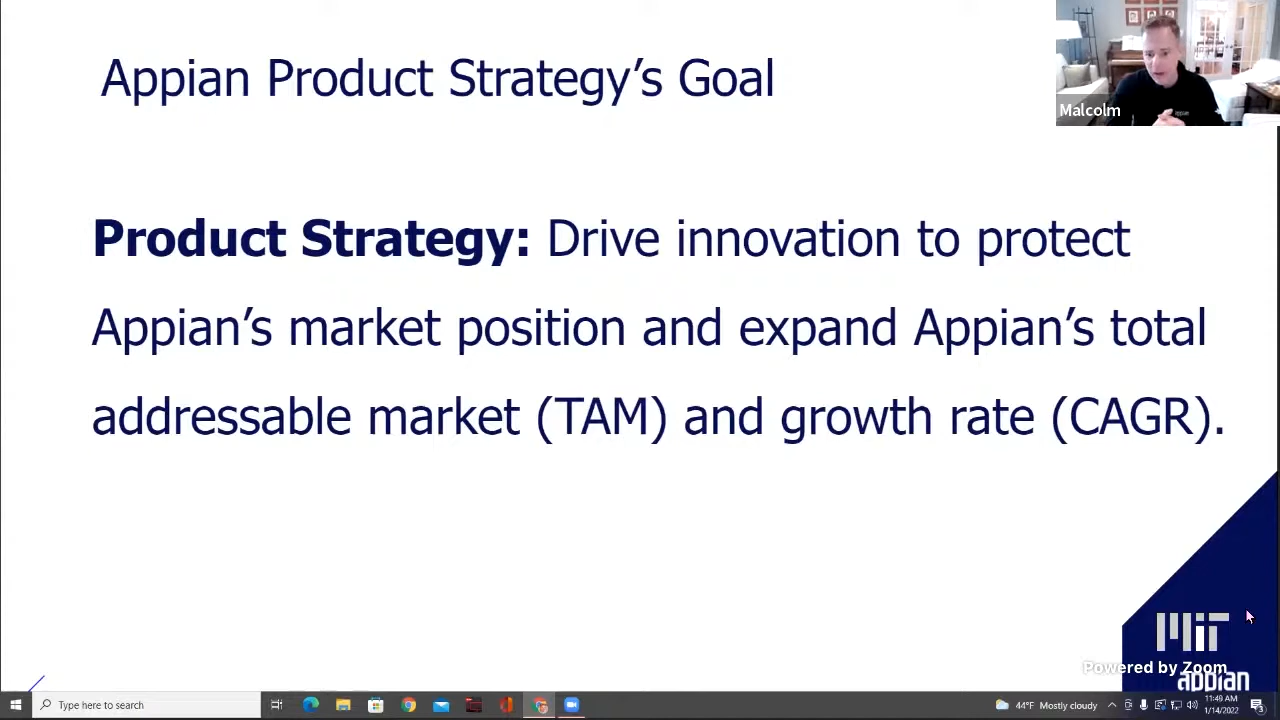 Appian Product Strategy’s Goal
Malcolm
Product Strategy: Drive innovation to protect
Appian’s market position and expand Appian’s total
addressable market (TAM) and growth rate (CAGR).
MIT
Powered by Zoom
appian
Type here to search
44°F Mostly cloudy
11:49 AM
1/14/2022